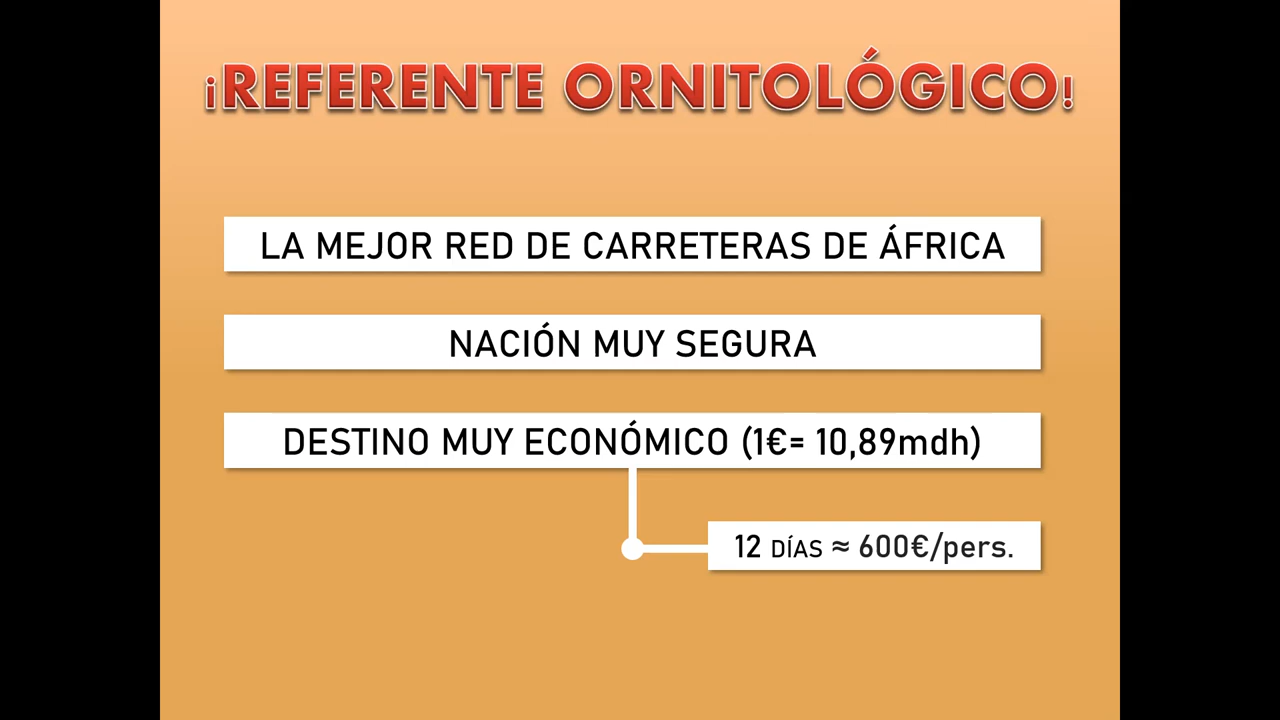 ¡REFERENTE ORNITOLÓGICO!
LA MEJOR RED DE CARRETERAS DE ÁFRICA
NACIÓN MUY SEGURA
DESTINO MUY ECONÓMICO (1€= 10,89mdh)
12 DÍAS ≈ 600€/pers.